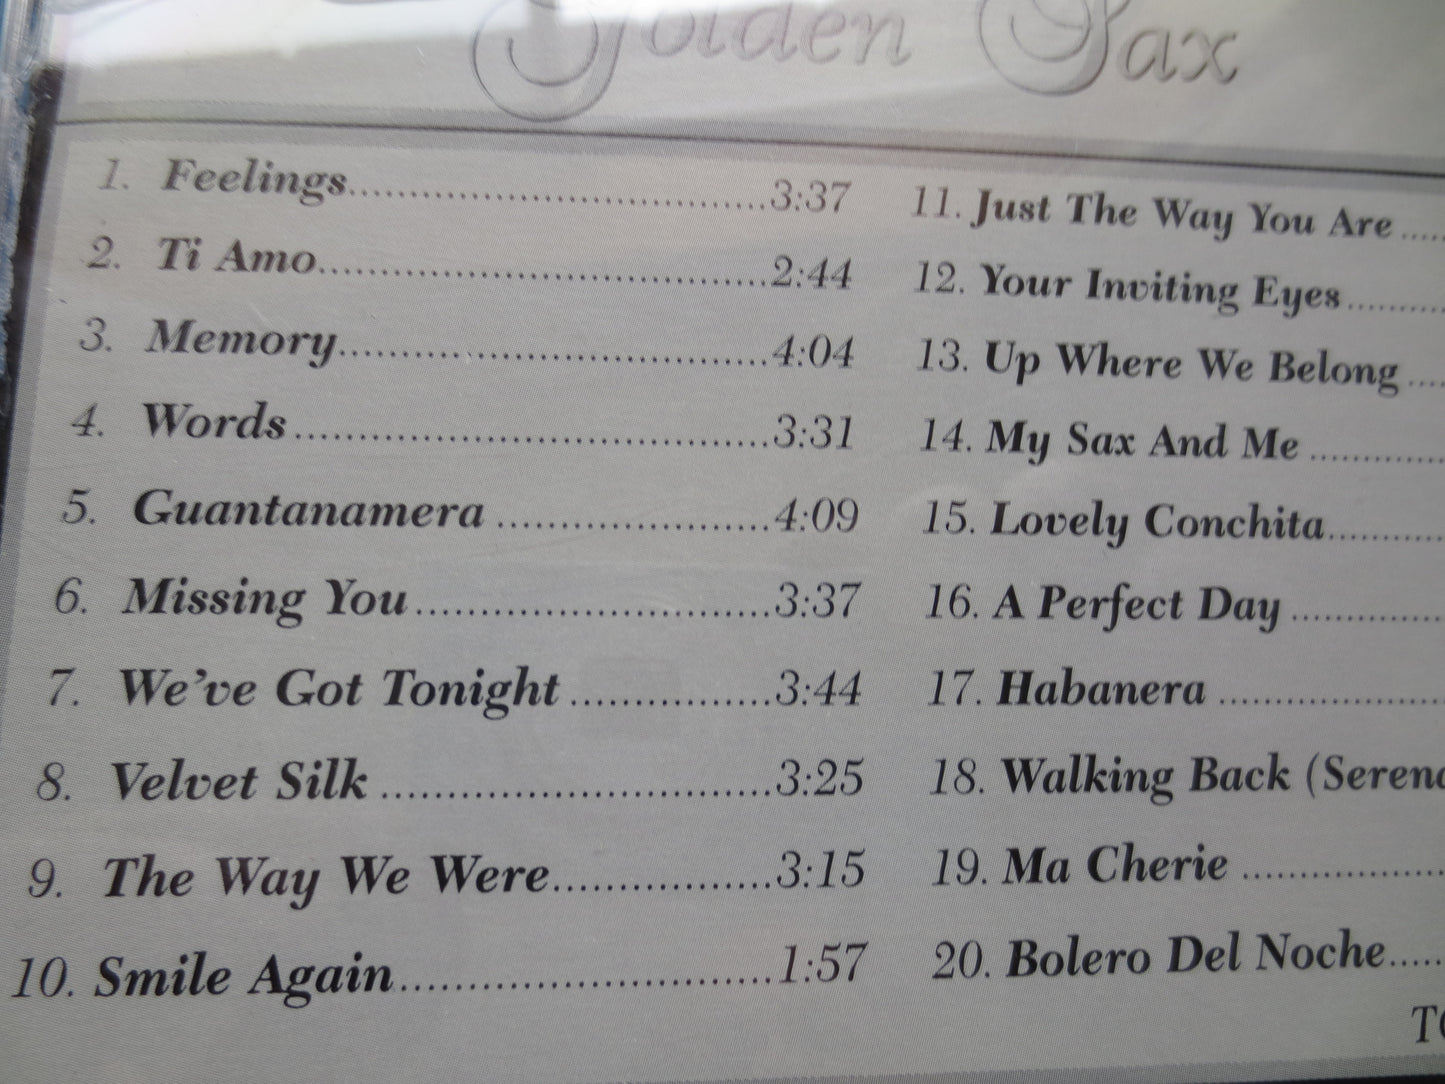 Golden Sax
1. Feelings....................3:37
2. Ti Amo....................2:44
3. Memory....................4:04
4. Words....................3:31
5. Guantanamera....................4:09
6. Missing You....................3:37
7. We've Got Tonight....................3:44
8. Velvet Silk....................3:25
9. The Way We Were....................3:15
10. Smile Again....................1:57
11. Just The Way You Are.....
12. Your Inviting Eyes..........
13. Up Where We Belong....
14. My Sax And Me ..............
15. Lovely Conchita............
16. A Perfect Day ...............
17. Habanera ......................
18. Walking Back (Seren
19. Ma Cherie ....................
20. Bolero Del Noche.....